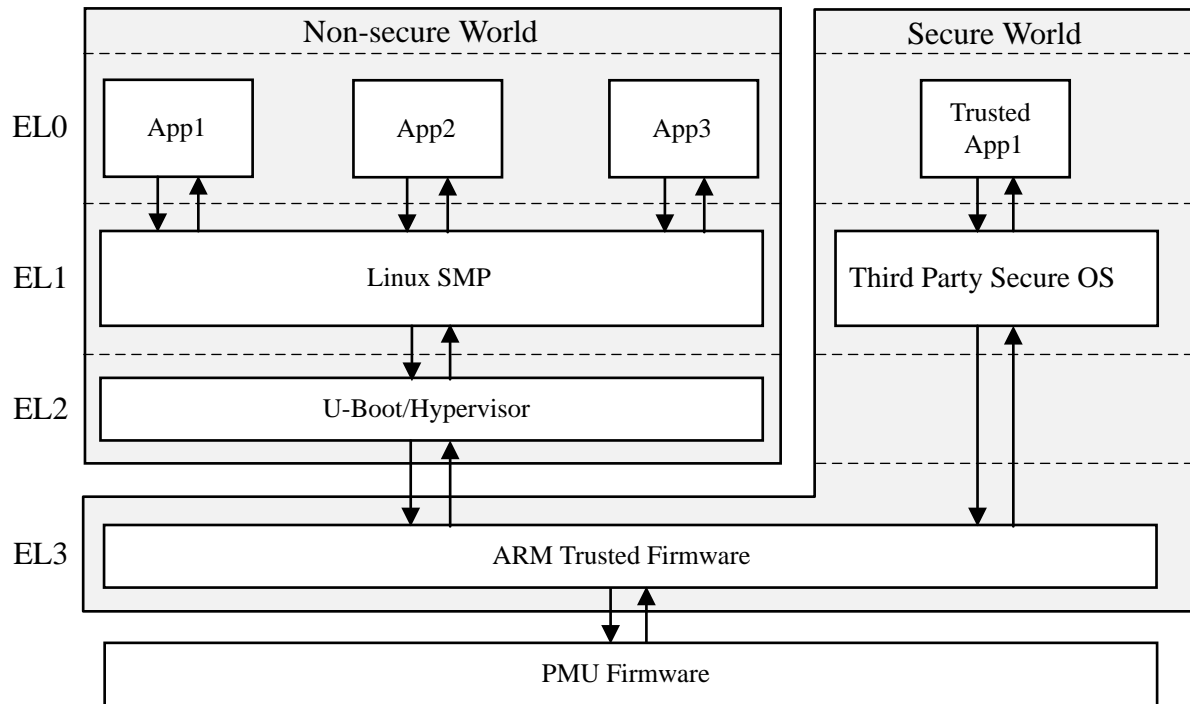 Non-secure World
Secure World
EL0
App1
App2
App3
Trusted
App1
EL1
Linux SMP
Third Party Secure OS
EL2
U-Boot/Hypervisor
EL3
ARM Trusted Firmware
PMU Firmware